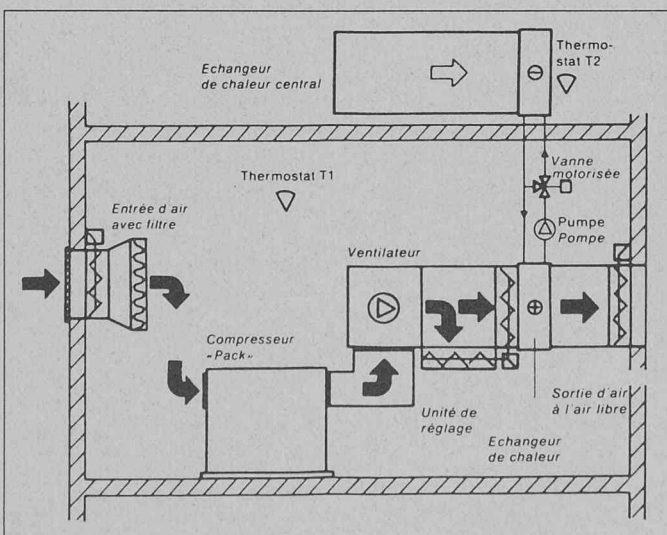 Echangeur
de chaleur central
Thermo-
stat T2
Thermostat T1
Vanne
motorisée
Entrée d'air
avec filtre
Pumpe
Pompe
Ventilateur
Compresseur
«Pack»
Unité de
réglage
Sortie d'air
à l'air libre
Echangeur
de chaleur